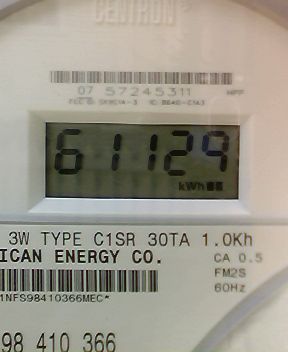 CENTRON
07 57245311
61129
kWh
3W TYPE C1SR 30TA 1.0Kh
ICAN ENERGY CO. CA 0.5
FM2S
60Hz
1NFS98410366MEC*
98 410 366